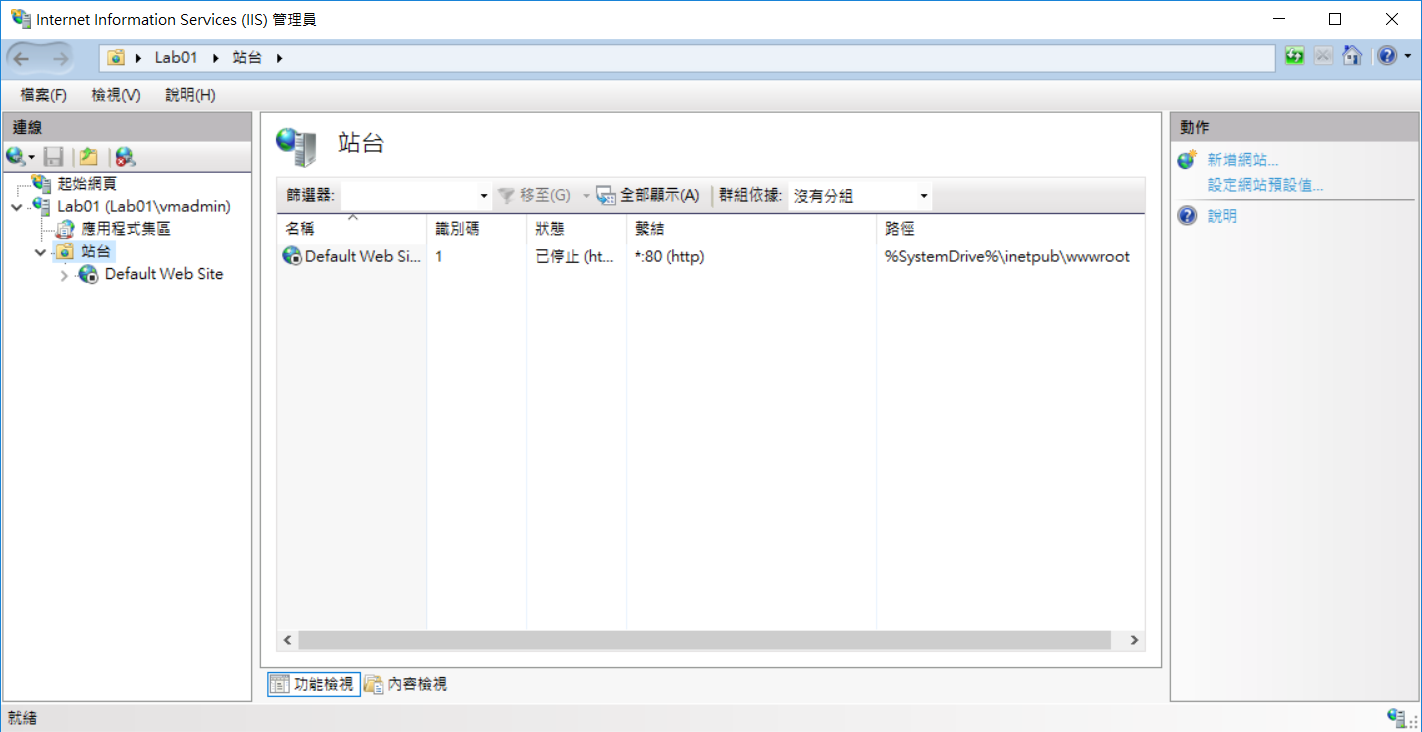 Internet Information Services (IIS) 管理員
Lab01 站台
檔案(F) 檢視(V) 說明(H)
連線
起始網頁
Lab01 (Lab01\vmadmin)
應用程式集區
站台
Default Web Site
站台
篩選器: 移至(G) 全部顯示(A) 群組依據: 沒有分組
名稱 識別碼 狀態 繫結 路徑
Default Web Si... 1 已停止 (ht... *:80 (http) %SystemDrive%\inetpub\wwwroot
功能檢視 內容檢視
動作
新增網站...
設定網站預設值...
說明
就緒